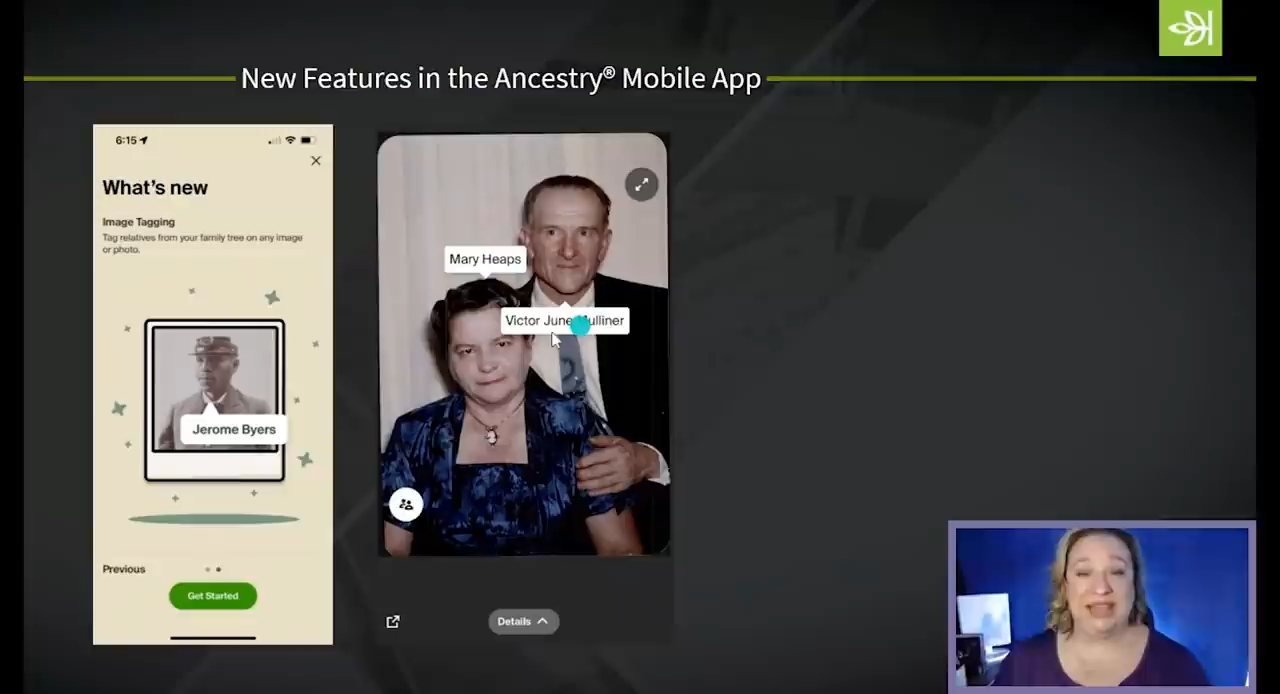 New Features in the Ancestry® Mobile App
6:15
What's new
Image Tagging
Tag relatives from your family tree on any image
or photo.
Jerome Byers
Previous
Get Started
Mary Heaps
Victor June
Details